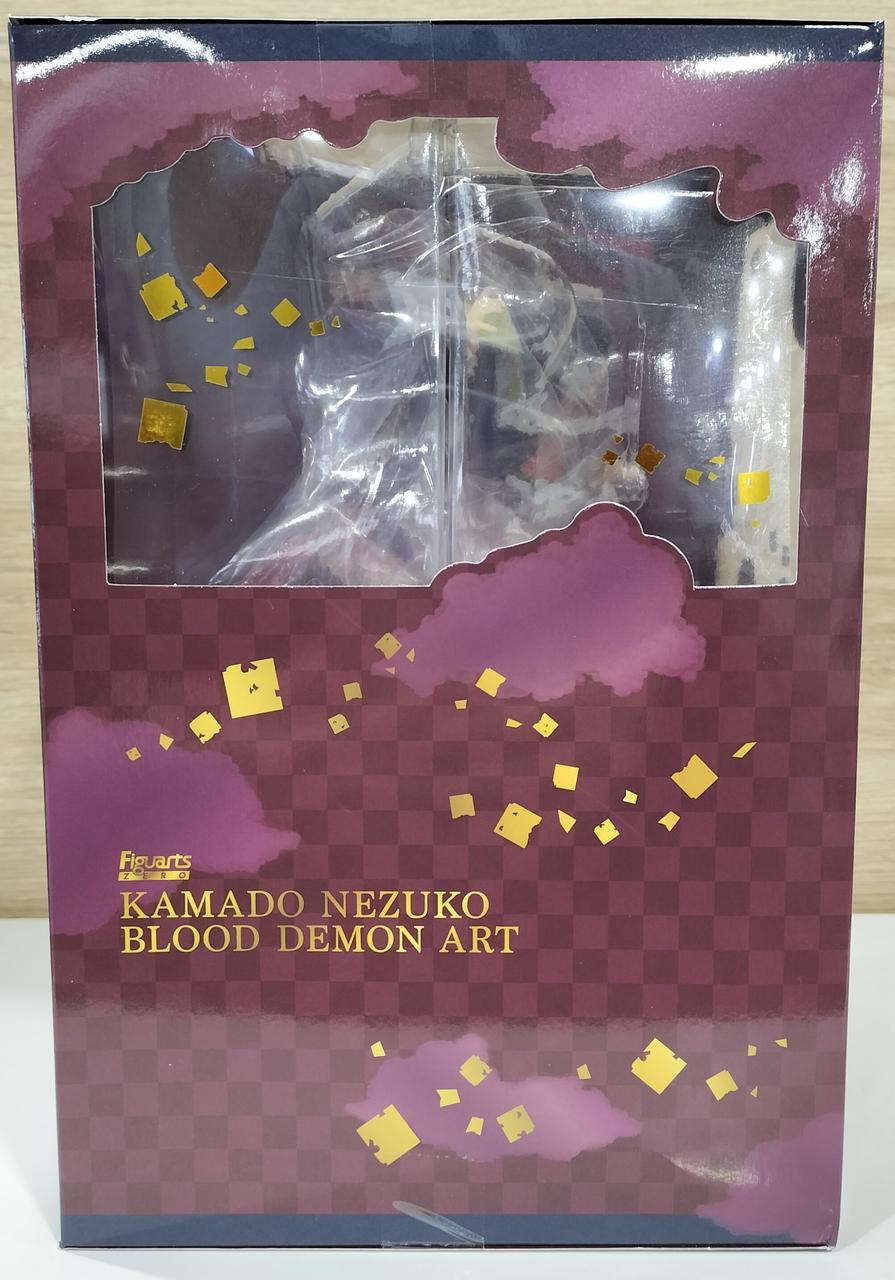 Figuarts
ZERO
KAMADO NEZUKO
BLOOD DEMON ART